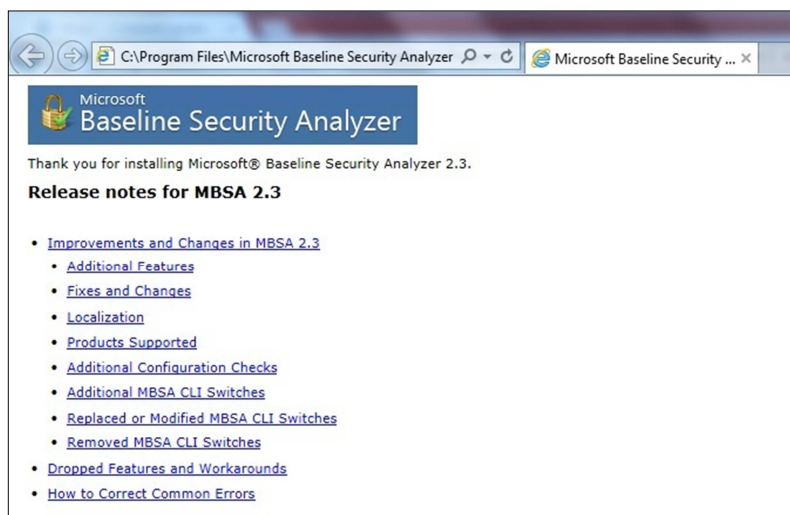 C:\Program Files\Microsoft Baseline Security Analyzer
Microsoft Baseline Security ...
Microsoft
Baseline Security Analyzer
Thank you for installing Microsoft® Baseline Security Analyzer 2.3.
Release notes for MBSA 2.3
• Improvements and Changes in MBSA 2.3
• Additional Features
• Fixes and Changes
• Localization
• Products Supported
• Additional Configuration Checks
• Additional MBSA CLI Switches
• Replaced or Modified MBSA CLI Switches
• Removed MBSA CLI Switches
• Dropped Features and Workarounds
• How to Correct Common Errors